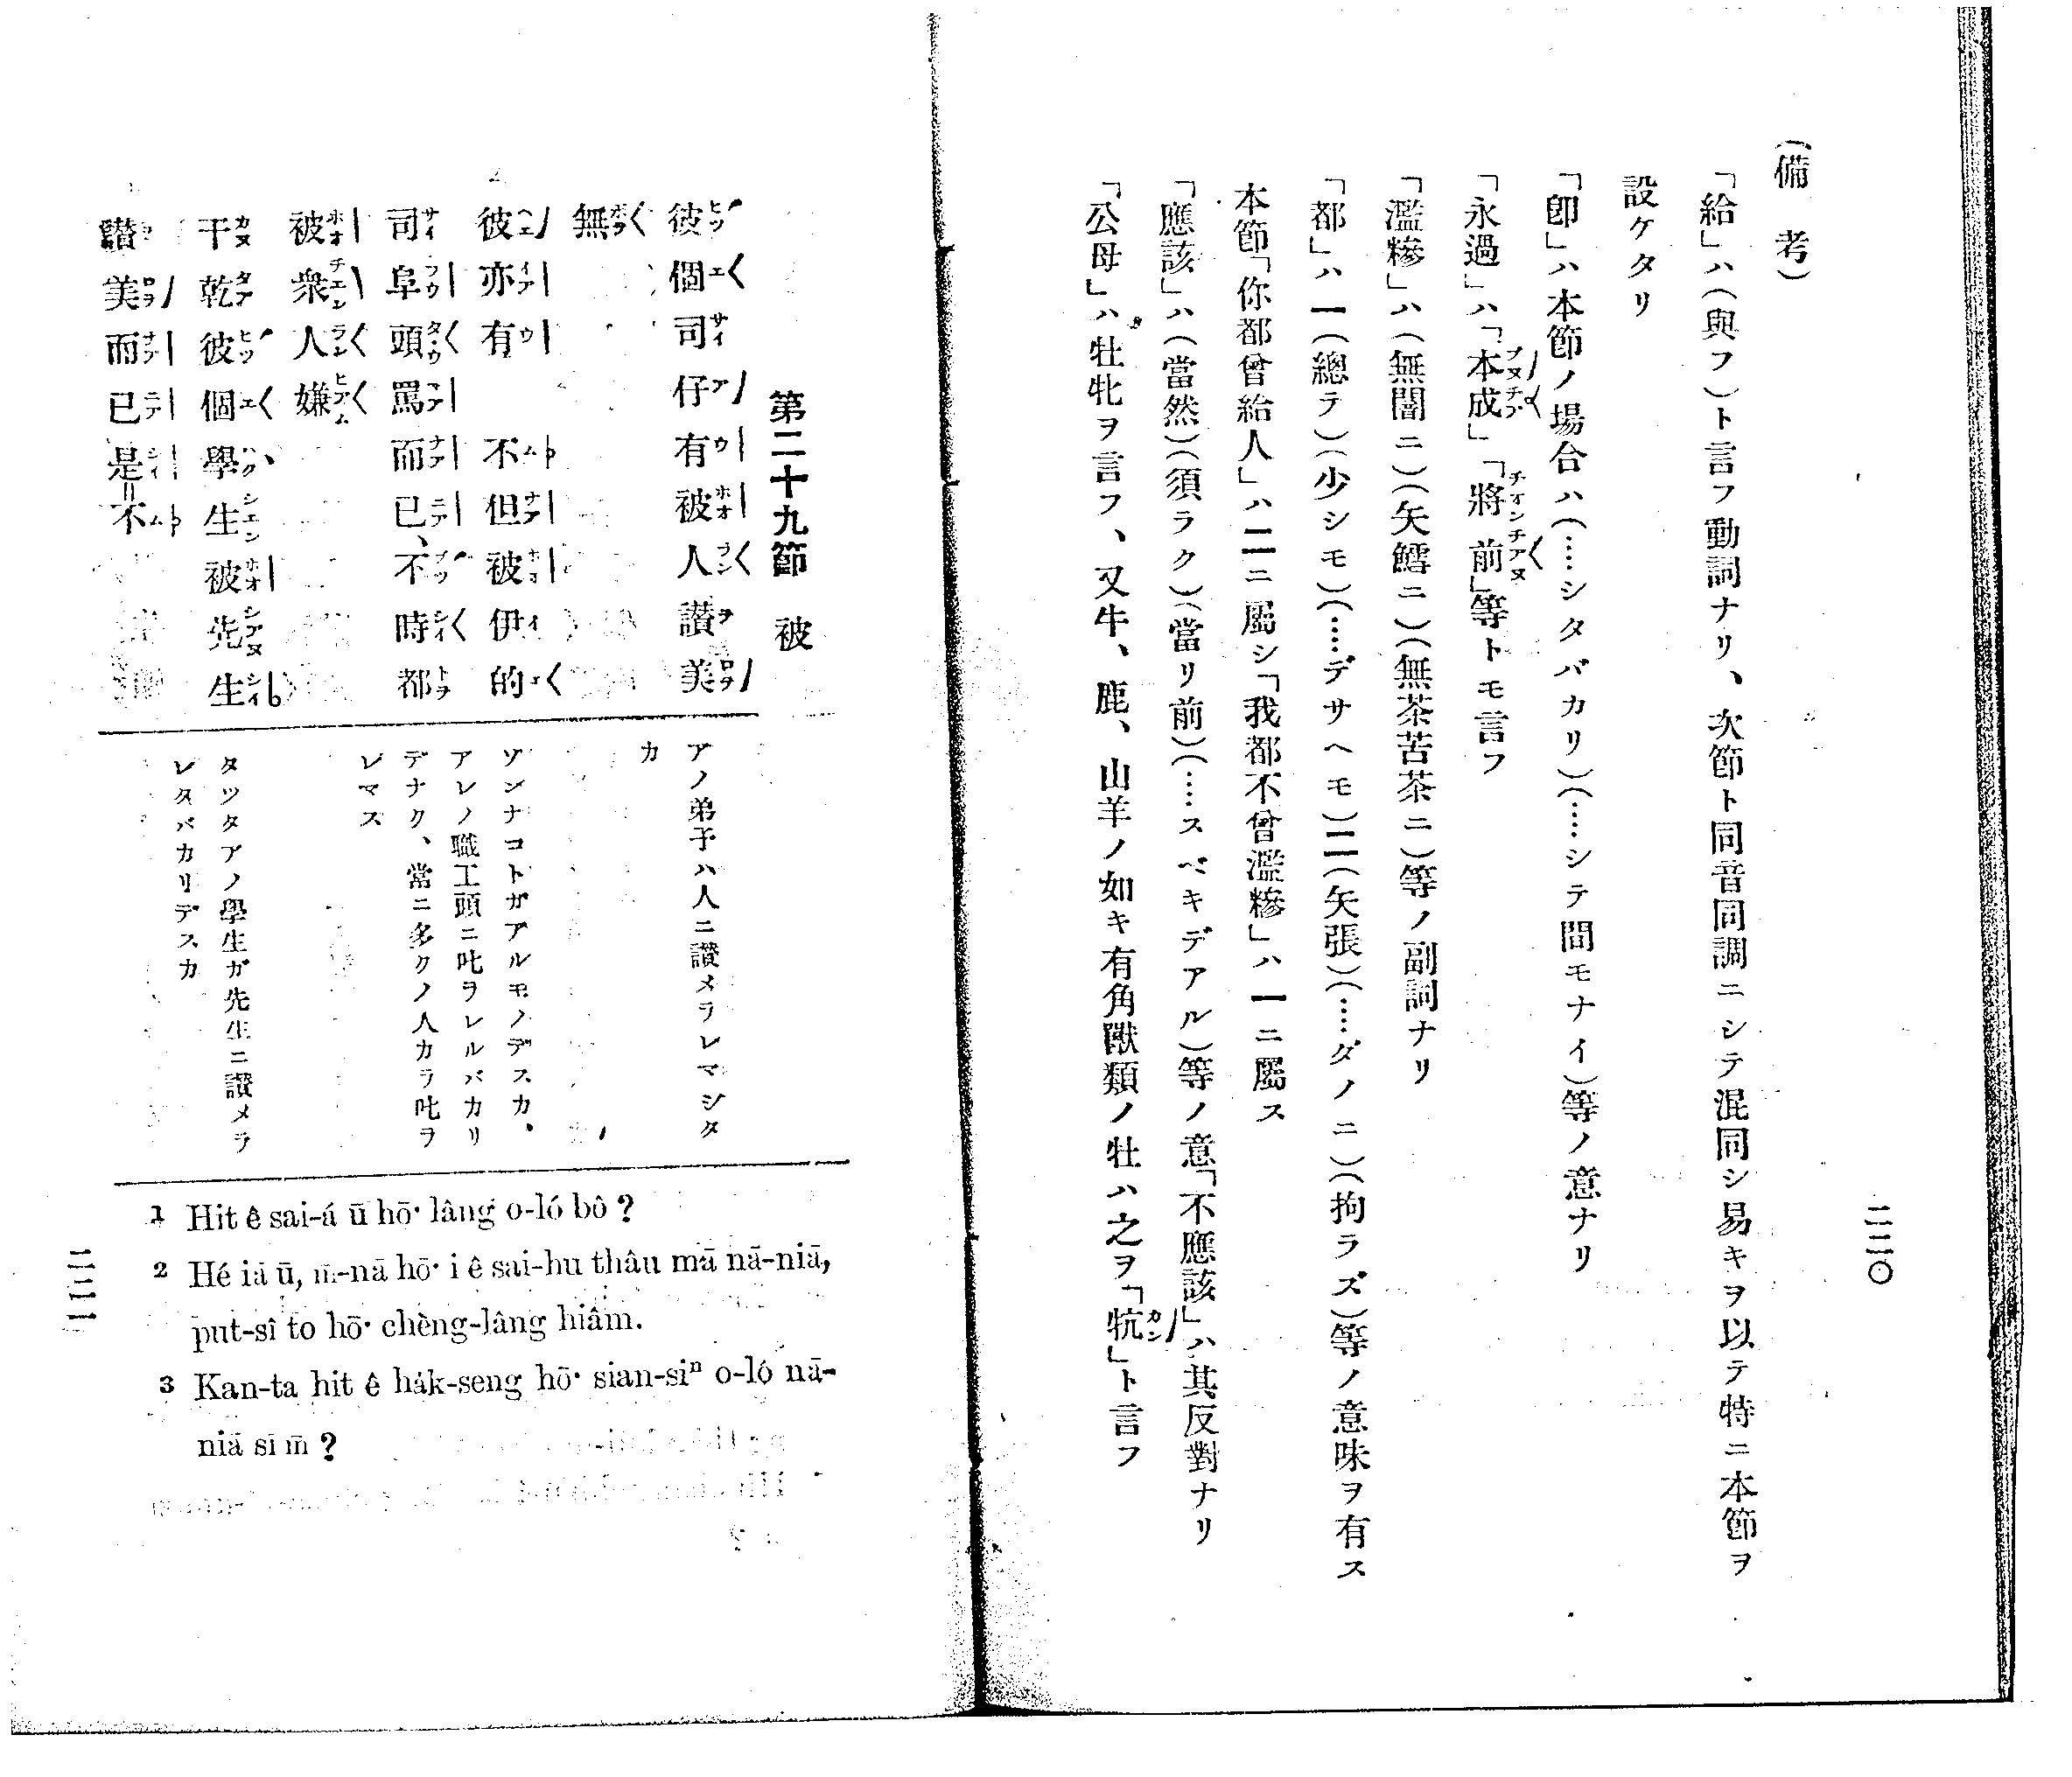 二二〇
(備考)
「給」ハ(與フ)ト言フ動詞ナリ、次節ト同音同調ニシテ混同シ易キヲ以テ特ニ本節ヲ
設ケタリ
「卽」ハ本節ノ場合ハ(……シタバカリ)(……シテ間モナイ)等ノ意ナリ
「永過」ハ「本成」「將前」等トモ言フ
「濫糝」ハ(無闇ニ)(矢鱈ニ)(無茶苦茶ニ)等ノ副詞ナリ
「都」ハ一(總テ)(少シモ)(……デサヘモ)二(矢張)(……ダノニ)(拘ラズ)等ノ意味ヲ有ス
本節「你都曾給人」ハ二ニ屬シ「我都不曾濫糝」ハ一ニ屬ス
「應該」ハ(當然)(須ラク)(當リ前)(……スベキデアル)等ノ意「不應該」ハ其反對ナリ
「公母」ハ牡牝ヲ言フ、又牛、鹿、山羊ノ如キ有角獸類ノ牡ハ之ヲ「犺」ト言フ
第二十九節 被
彼個司仔有被人讃美
無
彼亦有 不但被伊的
司阜頭罵而已、不時都
被衆人嫌
干乾彼個學生被先生
讃美而已是不
アノ弟子ハ人ニ讃メラレマシタ
カ
ソンナコトガアルモノデスカ、
アレノ職工頭ニ叱ヲレルバカリ
デナク、常ニ多クノ人カラ叱ヲ
レマス
タツタアノ學生ガ先生ニ讃メラ
レタバカリデスカ
1 Hit ê sai-á ū hō͘ lâng o-ló bô?
2 Hé iā ū, m̄-nā hō͘ i ê sai-hu thâu mā nā-niā,
put-sî to hō͘ chèng-lâng hiâm.
3 Kan-ta hit ê ha̍k-seng hō͘ sian-siⁿ o-ló nā-
niā sī m̄?
二二一